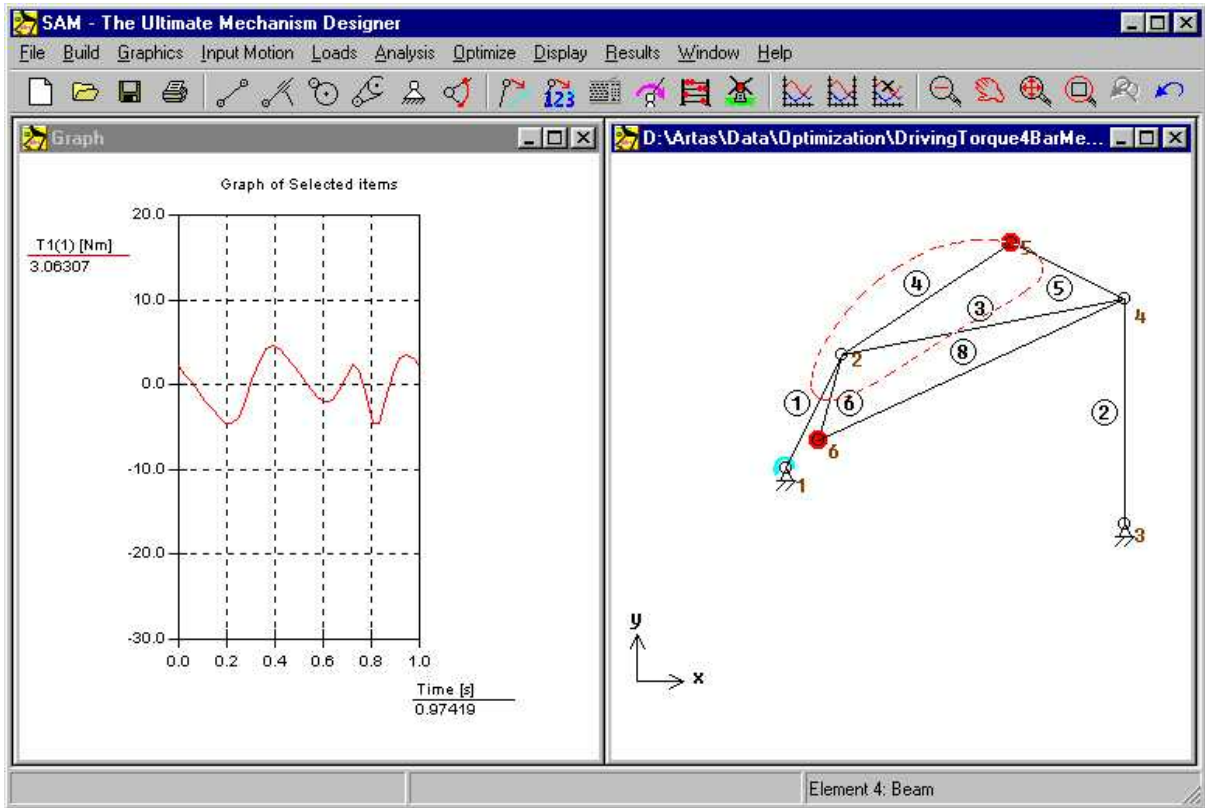 SAM - The Ultimate Mechanism Designer
File Build Graphics Input Motion Loads Analysis Optimize Display Results Window Help
123
Graph
Graph of Selected items
T1(1) [Nm]
3.06307
20.0
10.0
0.0
-10.0
-20.0
-30.0
0.0 0.2 0.4 0.6 0.8 1.0
Time [s]
0.97419
D:\Artas\Data\Optimization\DrivingTorque4BarMe...
5
4
5
3
4
2
8
1
6
2
6
1
3
y
x
Element 4: Beam